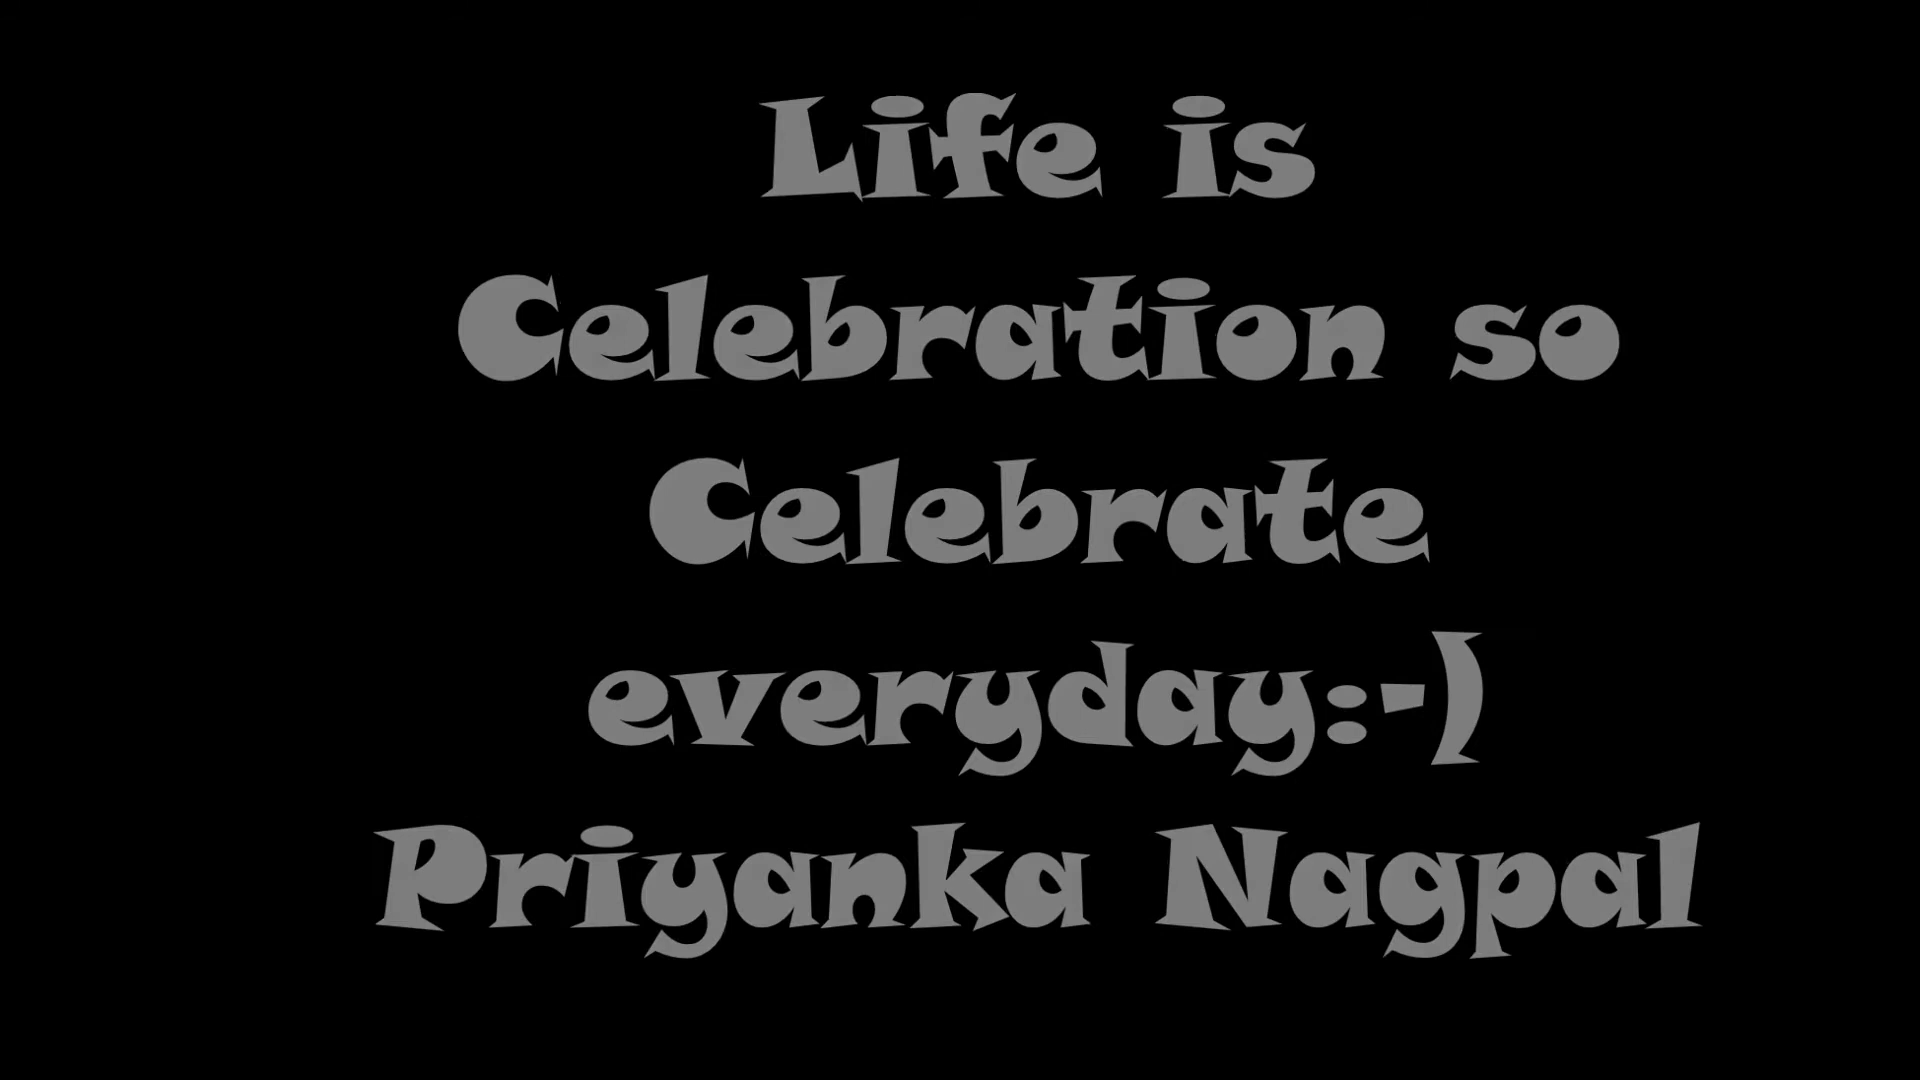 Life is
Celebration so
Celebrate
everyday:-)
Priyanka Nagpal